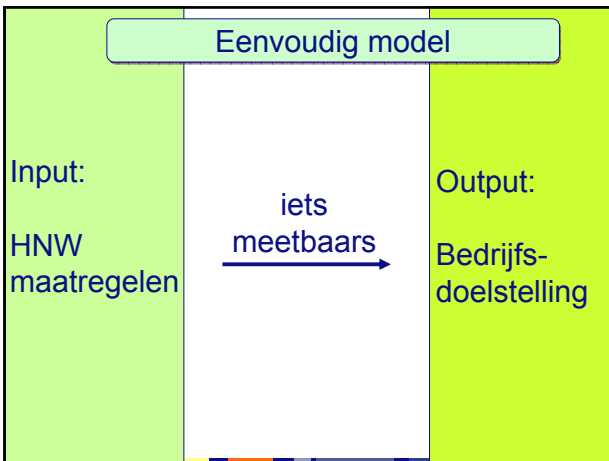 Eenvoudig model
Input:
HNW
maatregelen
iets
meetbaars
Output:
Bedrijfs-
doelstelling